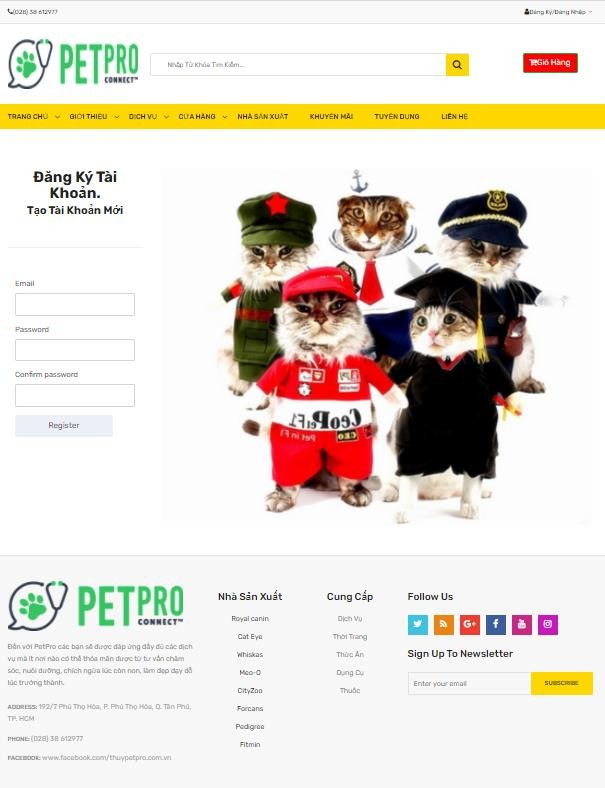 (028) 38 612977
Đăng Ký/Đăng Nhập
PETPRO
CONNECT™
Nhập Từ Khóa Tìm Kiếm...
Giỏ Hàng
TRANG CHỦ
GIỚI THIỆU
DỊCH VỤ
CỬA HÀNG
NHÀ SẢN XUẤT
KHUYẾN MÃI
TUYỂN DỤNG
LIÊN HỆ
Đăng Ký Tài
Khoản.
Tạo Tài Khoản Mới
Email
Password
Confirm password
Register
CEO
PETPRO
CONNECT™
Đến với PetPro các bạn sẽ được đáp ứng đầy đủ các dịch
vụ mà ít nơi nào có thể thỏa mãn được từ tư vấn chăm
sóc, nuôi dưỡng, chích ngừa lúc còn non, làm đẹp dạy dỗ
lúc trưởng thành.
ADDRESS: 192/7 Phú Thọ Hòa, P. Phú Thọ Hòa, Q. Tân Phú,
TP. HCM
PHONE: (028) 38 612977
FACEBOOK: www.facebook.com/thuypetpro.com.vn
Nhà Sản Xuất
Royal canin
Cat Eye
Whiskas
Meo-O
CityZoo
Forcans
Pedigree
Fitmin
Cung Cấp
Dịch Vụ
Thời Trang
Thức Ăn
Dụng Cụ
Thuốc
Follow Us
Sign Up To Newsletter
Enter your email
SUBSCRIBE